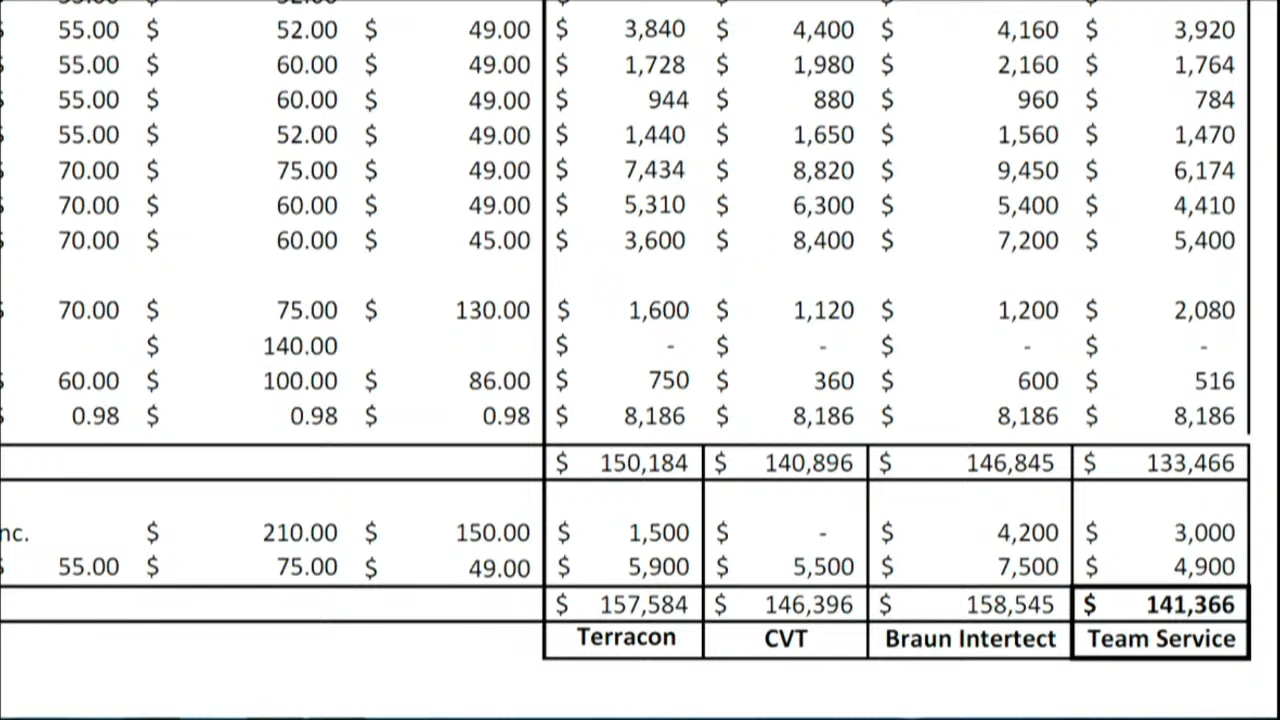 55.00 $ 52.00 $ 49.00 $ 3,840 $ 4,400 $ 4,160 $ 3,920
55.00 $ 60.00 $ 49.00 $ 1,728 $ 1,980 $ 2,160 $ 1,764
55.00 $ 60.00 $ 49.00 $ 944 $ 880 $ 960 $ 784
55.00 $ 52.00 $ 49.00 $ 1,440 $ 1,650 $ 1,560 $ 1,470
70.00 $ 75.00 $ 49.00 $ 7,434 $ 8,820 $ 9,450 $ 6,174
70.00 $ 60.00 $ 49.00 $ 5,310 $ 6,300 $ 5,400 $ 4,410
70.00 $ 60.00 $ 45.00 $ 3,600 $ 8,400 $ 7,200 $ 5,400
70.00 $ 75.00 $ 130.00 $ 1,600 $ 1,120 $ 1,200 $ 2,080
$ 140.00 $ - $ - $ - $ -
60.00 $ 100.00 $ 86.00 $ 750 $ 360 $ 600 $ 516
0.98 $ 0.98 $ 0.98 $ 8,186 $ 8,186 $ 8,186 $ 8,186
$ 150,184 $ 140,896 $ 146,845 $ 133,466
nc. $ 210.00 $ 150.00 $ 1,500 $ - $ 4,200 $ 3,000
55.00 $ 75.00 $ 49.00 $ 5,900 $ 5,500 $ 7,500 $ 4,900
$ 157,584 $ 146,396 $ 158,545 $ 141,366
Terracon CVT Braun Intertect Team Service